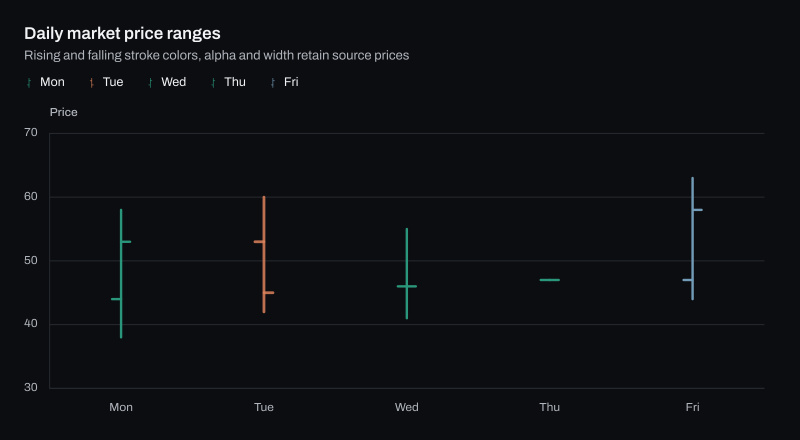 Daily market price ranges
Rising and falling stroke colors, alpha and width retain source prices
Mon Tue Wed Thu Fri
Price
70
60
50
40
30
Mon Tue Wed Thu Fri